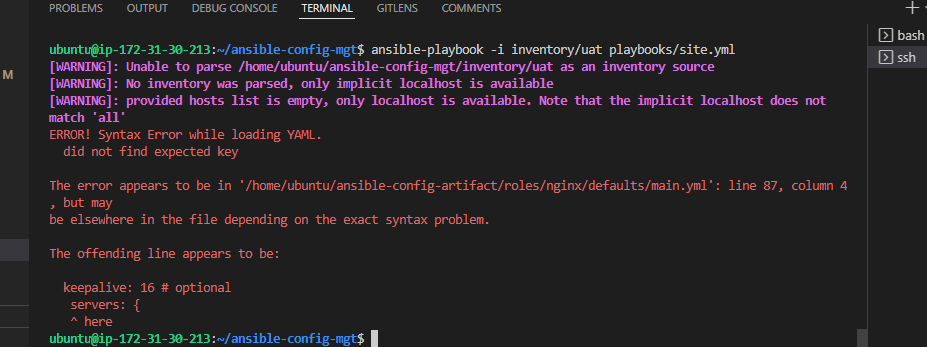 PROBLEMS OUTPUT DEBUG CONSOLE TERMINAL GITLENS COMMENTS
bash
ssh
M
ubuntu@ip-172-31-30-213:~/ansible-config-mgt$ ansible-playbook -i inventory/uat playbooks/site.yml
[WARNING]: Unable to parse /home/ubuntu/ansible-config-mgt/inventory/uat as an inventory source
[WARNING]: No inventory was parsed, only implicit localhost is available
[WARNING]: provided hosts list is empty, only localhost is available. Note that the implicit localhost does not
match 'all'
ERROR! Syntax Error while loading YAML.
  did not find expected key

The error appears to be in '/home/ubuntu/ansible-config-artifact/roles/nginx/defaults/main.yml': line 87, column 4
, but may
be elsewhere in the file depending on the exact syntax problem.

The offending line appears to be:

  keepalive: 16 # optional
   servers: {
   ^ here
ubuntu@ip-172-31-30-213:~/ansible-config-mgt$